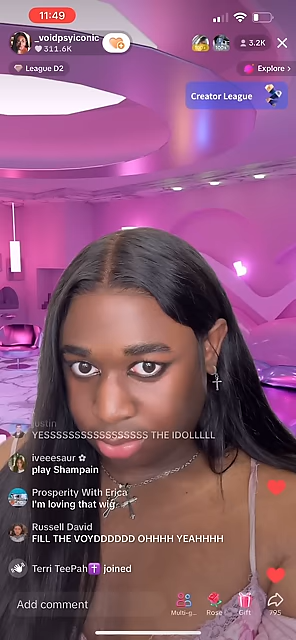 11:49
_voidpsyiconic
311.6K
3.2K
League D2
Explore >
Creator League
justin
YESSSSSSSSSSSSSSSSSS THE IDOLLLLL
iveeesaur ✿
play Shampain
Prosperity With Erica
I'm loving that wig
Russell David
FILL THE VOYDDDDDD OHHHH YEAHHHH
Terri TeePah✝️ joined
Add comment
Multi-g...
Rose
Gift
795